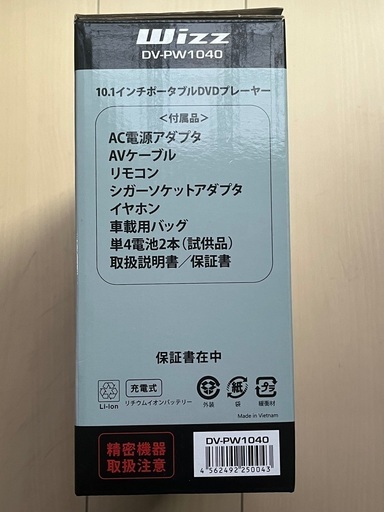 Wizz
DV-PW1040
10.1インチポータブルDVDプレーヤー
＜付属品＞
AC電源アダプタ
AVケーブル
リモコン
シガーソケットアダプタ
イヤホン
車載用バッグ
単4電池2本（試供品）
取扱説明書／保証書
保証書在中
Li-ion
充電式
リチウムイオンバッテリー
紙
外装
紙
袋
プラ
緩衝材
Made in Vietnam
精密機器
取扱注意
DV-PW1040
4 562492 250043